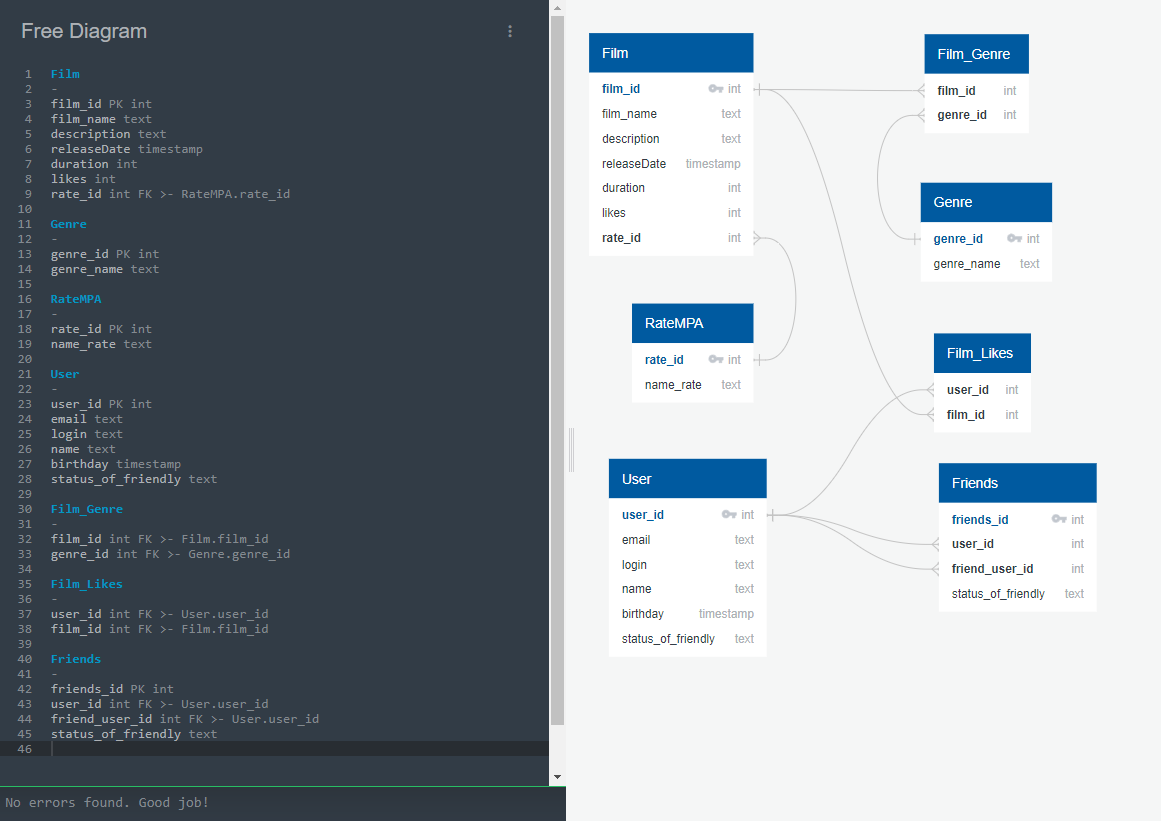 Free Diagram
1 Film
2 -
3 film_id PK int
4 film_name text
5 description text
6 releaseDate timestamp
7 duration int
8 likes int
9 rate_id int FK >- RateMPA.rate_id
10
11 Genre
12 -
13 genre_id PK int
14 genre_name text
15
16 RateMPA
17 -
18 rate_id PK int
19 name_rate text
20
21 User
22 -
23 user_id PK int
24 email text
25 login text
26 name text
27 birthday timestamp
28 status_of_friendly text
29
30 Film_Genre
31 -
32 film_id int FK >- Film.film_id
33 genre_id int FK >- Genre.genre_id
34
35 Film_Likes
36 -
37 user_id int FK >- User.user_id
38 film_id int FK >- Film.film_id
39
40 Friends
41 -
42 friends_id PK int
43 user_id int FK >- User.user_id
44 friend_user_id int FK >- User.user_id
45 status_of_friendly text
46
No errors found. Good job!
Film
film_id int
film_name text
description text
releaseDate timestamp
duration int
likes int
rate_id int
RateMPA
rate_id int
name_rate text
User
user_id int
email text
login text
name text
birthday timestamp
status_of_friendly text
Film_Genre
film_id int
genre_id int
Genre
genre_id int
genre_name text
Film_Likes
user_id int
film_id int
Friends
friends_id int
user_id int
friend_user_id int
status_of_friendly text